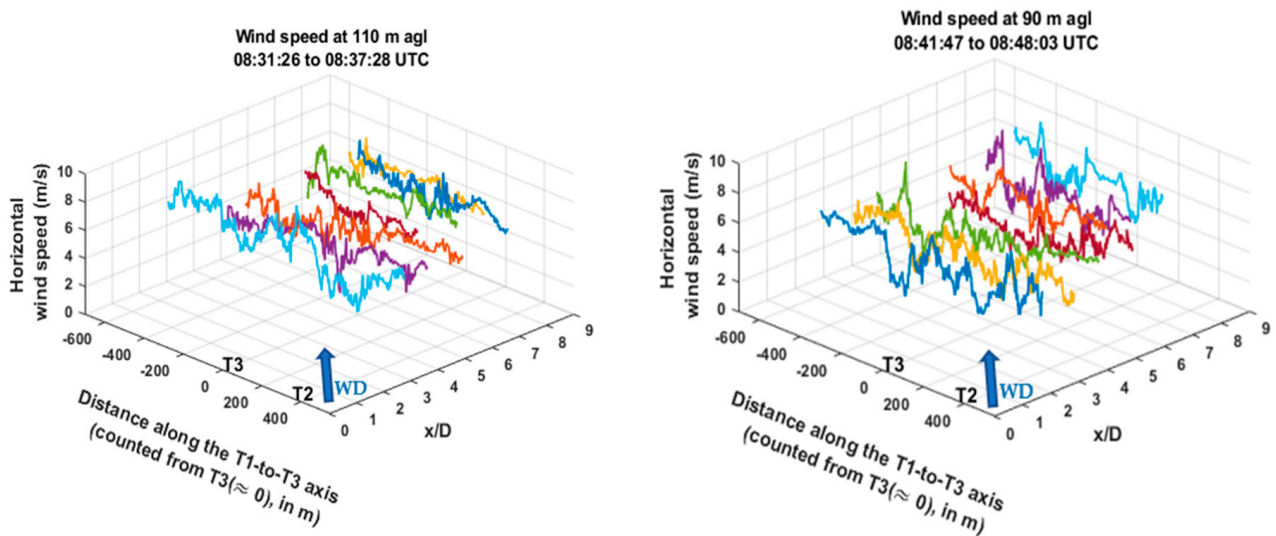 Wind speed at 110 m agl
08:31:26 to 08:37:28 UTC
10
8
6
4
2
0
Horizontal
wind speed (m/s)
-600
-400
-200
0
200
400
T3
T2
WD
0
1
2
3
4
5
6
7
8
9
x/D
Distance along the T1-to-T3 axis
(counted from T3(≈ 0), in m)
Wind speed at 90 m agl
08:41:47 to 08:48:03 UTC
10
8
6
4
2
0
Horizontal
wind speed (m/s)
-600
-400
-200
0
200
400
T3
T2
WD
0
1
2
3
4
5
6
7
8
9
x/D
Distance along the T1-to-T3 axis
(counted from T3(≈ 0), in m)